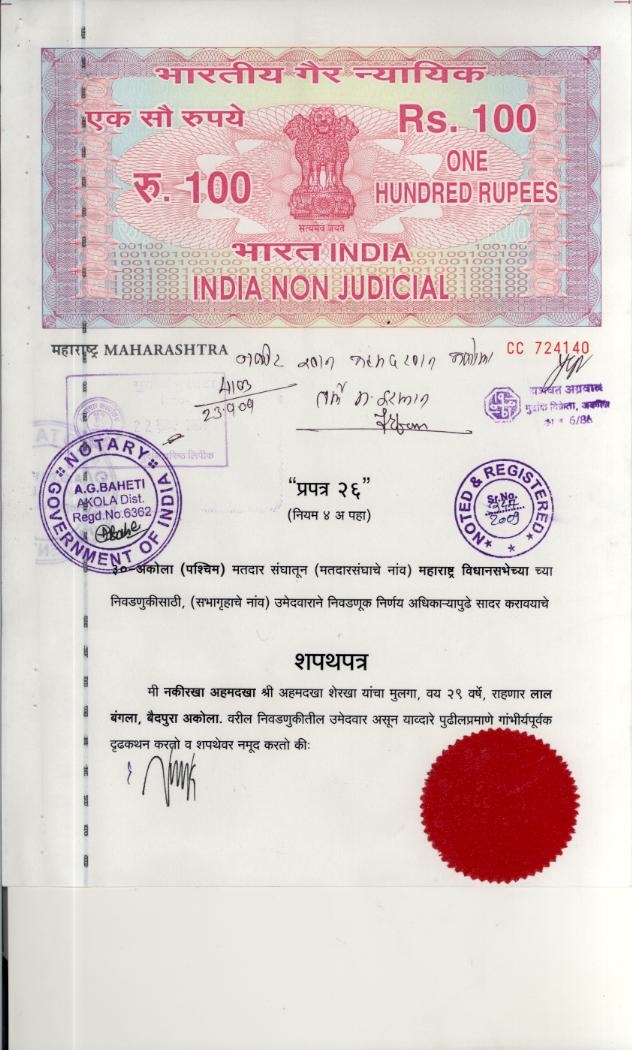 भारतीय गैर न्यायिक
एक सौ रुपये
Rs. 100
रु. 100
ONE
HUNDRED RUPEES
सत्यमेव जयते
भारत INDIA
INDIA NON JUDICIAL
महाराष्ट्र MAHARASHTRA
CC 724140
23-9-09
NOTARY
A.G.BAHETI
AKOLA Dist.
Regd.No.6362
GOVERNMENT OF INDIA
NOTED & REGISTERED
Sr.No.
2009
"प्रपत्र २६"
(नियम ४ अ पहा)
३०-अकोला (पश्चिम) मतदार संघातून (मतदारसंघाचे नांव) महाराष्ट्र विधानसभेच्या च्या
निवडणुकीसाठी, (सभागृहाचे नांव) उमेदवाराने निवडणूक निर्णय अधिकाऱ्यापुढे सादर करावयाचे
शपथपत्र
मी नकीरखा अहमदखा श्री अहमदखा शेरखा यांचा मुलगा, वय २९ वर्षे, राहणार लाल
बंगला, बैदपुरा अकोला. वरील निवडणुकीतील उमेदवार असून याव्दारे पुढीलप्रमाणे गांभीर्यपूर्वक
दृढकथन करतो व शपथेवर नमूद करतो की: